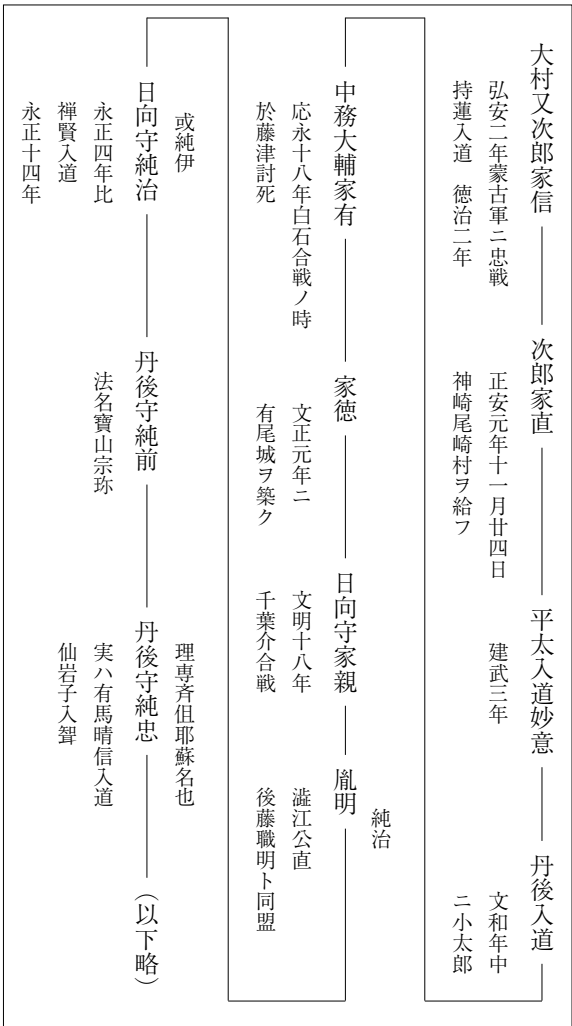 大村又次郎家信
弘安二年蒙古軍ニ忠戦
持蓮入道　徳治二年
次郎家直
正安元年十一月廿四日
神崎尾崎村ヲ給フ
平太入道妙意
建武三年
丹後入道
文和年中
ニ小太郎
中務大輔家有
応永十八年白石合戦ノ時
於藤津討死
家徳
文正元年ニ
有尾城ヲ築ク
日向守家親
文明十八年
千葉介合戦
純治
胤明
澁江公直
後藤職明ト同盟
或純伊
日向守純治
永正四年比
禅賢入道
永正十四年
丹後守純前
法名寶山宗珎
理専斉伹耶蘇名也
丹後守純忠
実ハ有馬晴信入道
仙岩子入聟
（以下略）